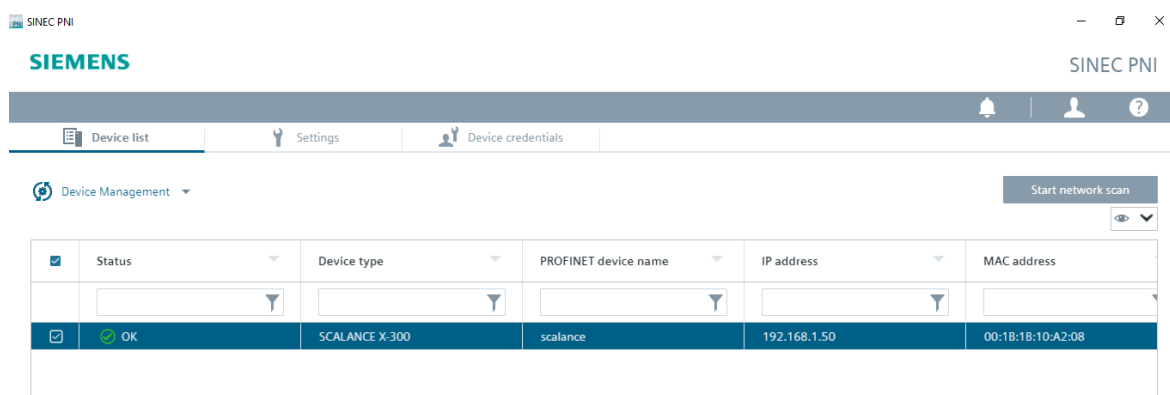 SINEC PNI
SIEMENS
SINEC PNI
Device list
Settings
Device credentials
Device Management
Start network scan
Status Device type PROFINET device name IP address MAC address
OK SCALANCE X-300 scalance 192.168.1.50 00:1B:1B:10:A2:08